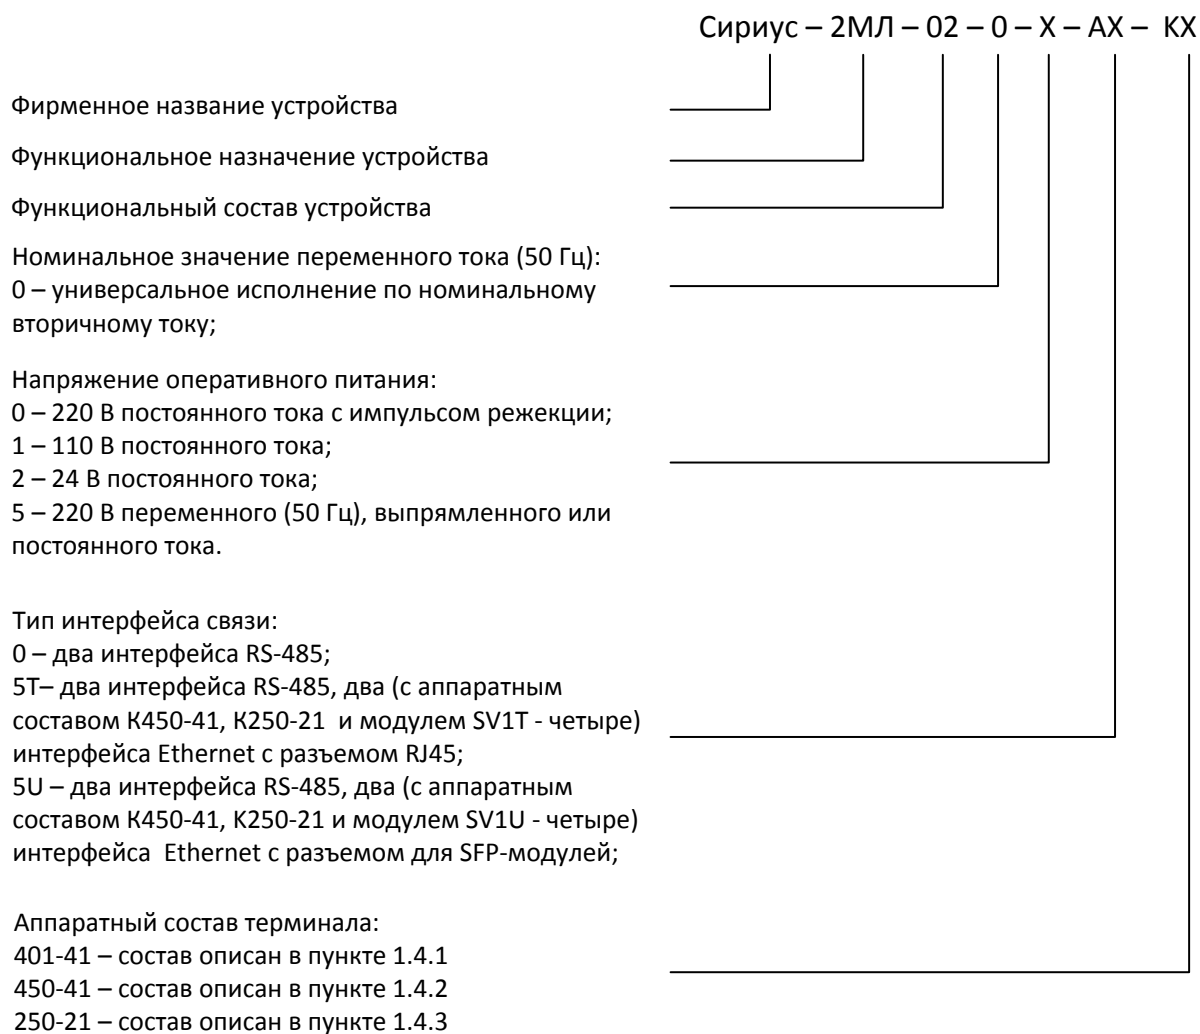 Сириус – 2МЛ – 02 – 0 – Х – АХ – КХ
Фирменное название устройства
Функциональное назначение устройства
Функциональный состав устройства
Номинальное значение переменного тока (50 Гц):
0 – универсальное исполнение по номинальному
вторичному току;
Напряжение оперативного питания:
0 – 220 В постоянного тока с импульсом режекции;
1 – 110 В постоянного тока;
2 – 24 В постоянного тока;
5 – 220 В переменного (50 Гц), выпрямленного или
постоянного тока.
Тип интерфейса связи:
0 – два интерфейса RS-485;
5T– два интерфейса RS-485, два (с аппаратным
составом К450-41, К250-21 и модулем SV1T - четыре)
интерфейса Ethernet с разъемом RJ45;
5U – два интерфейса RS-485, два (с аппаратным
составом К450-41, К250-21 и модулем SV1U - четыре)
интерфейса Ethernet с разъемом для SFP-модулей;
Аппаратный состав терминала:
401-41 – состав описан в пункте 1.4.1
450-41 – состав описан в пункте 1.4.2
250-21 – состав описан в пункте 1.4.3